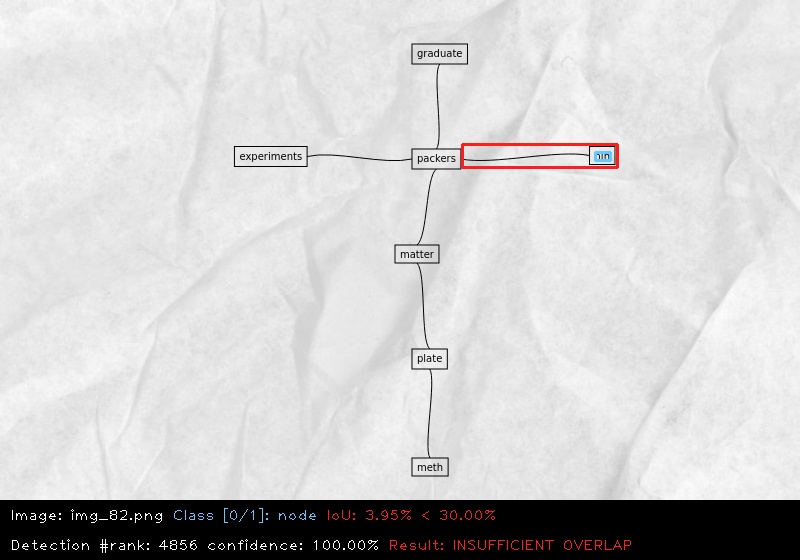 graduate
experiments packers
matter
plate
meth
Image: img_82.png Class [0/1]: node IoU: 3.95% < 30.00%
Detection #rank: 4856 confidence: 100.00% Result: INSUFFICIENT OVERLAP